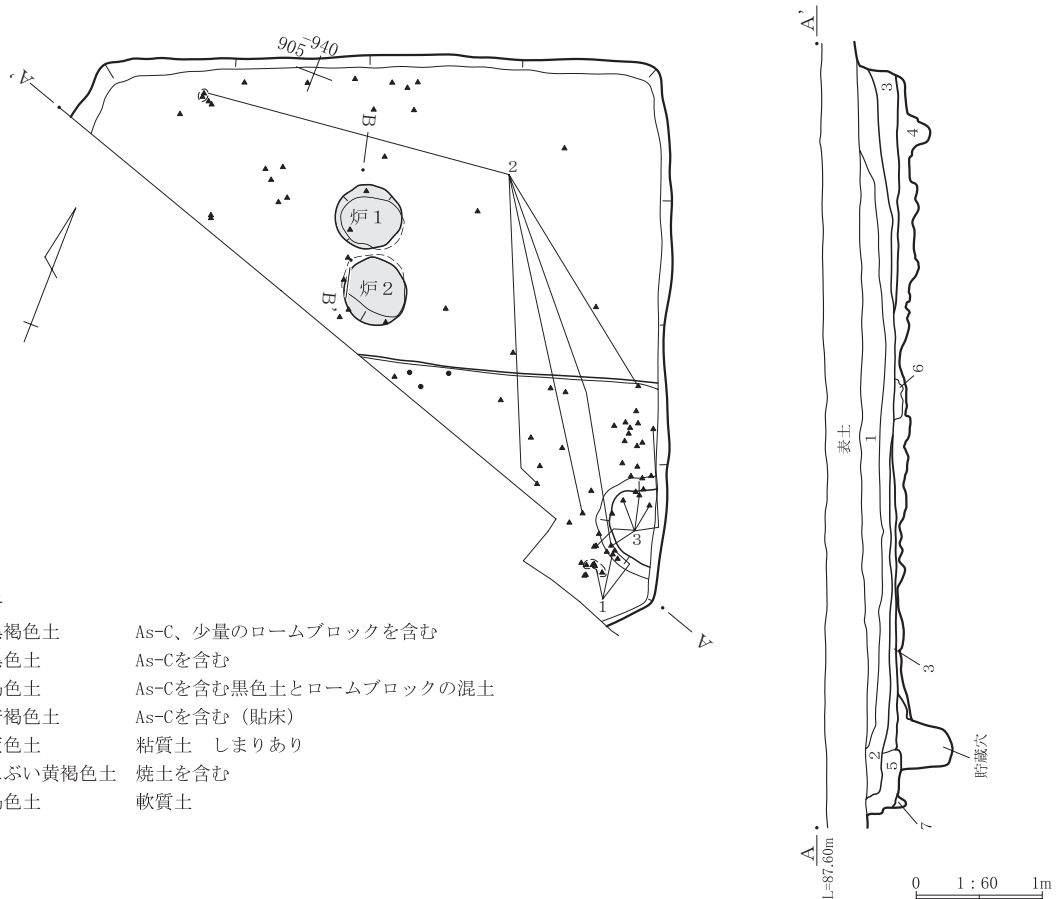 905 -940
A'
B
炉1
炉2
B'
2
3
1
A
褐色土 As-C、少量のロームブロックを含む
色土 As-Cを含む
色土 As-Cを含む黒色土とロームブロックの混土
褐色土 As-Cを含む（貼床）
色土 粘質土 しまりあり
ぶい黄褐色土 焼土を含む
色土 軟質土
A'
3
4
6
表土
1
3
2
5
貯蔵穴
7
A
L=87.60m
0 1：60 1m